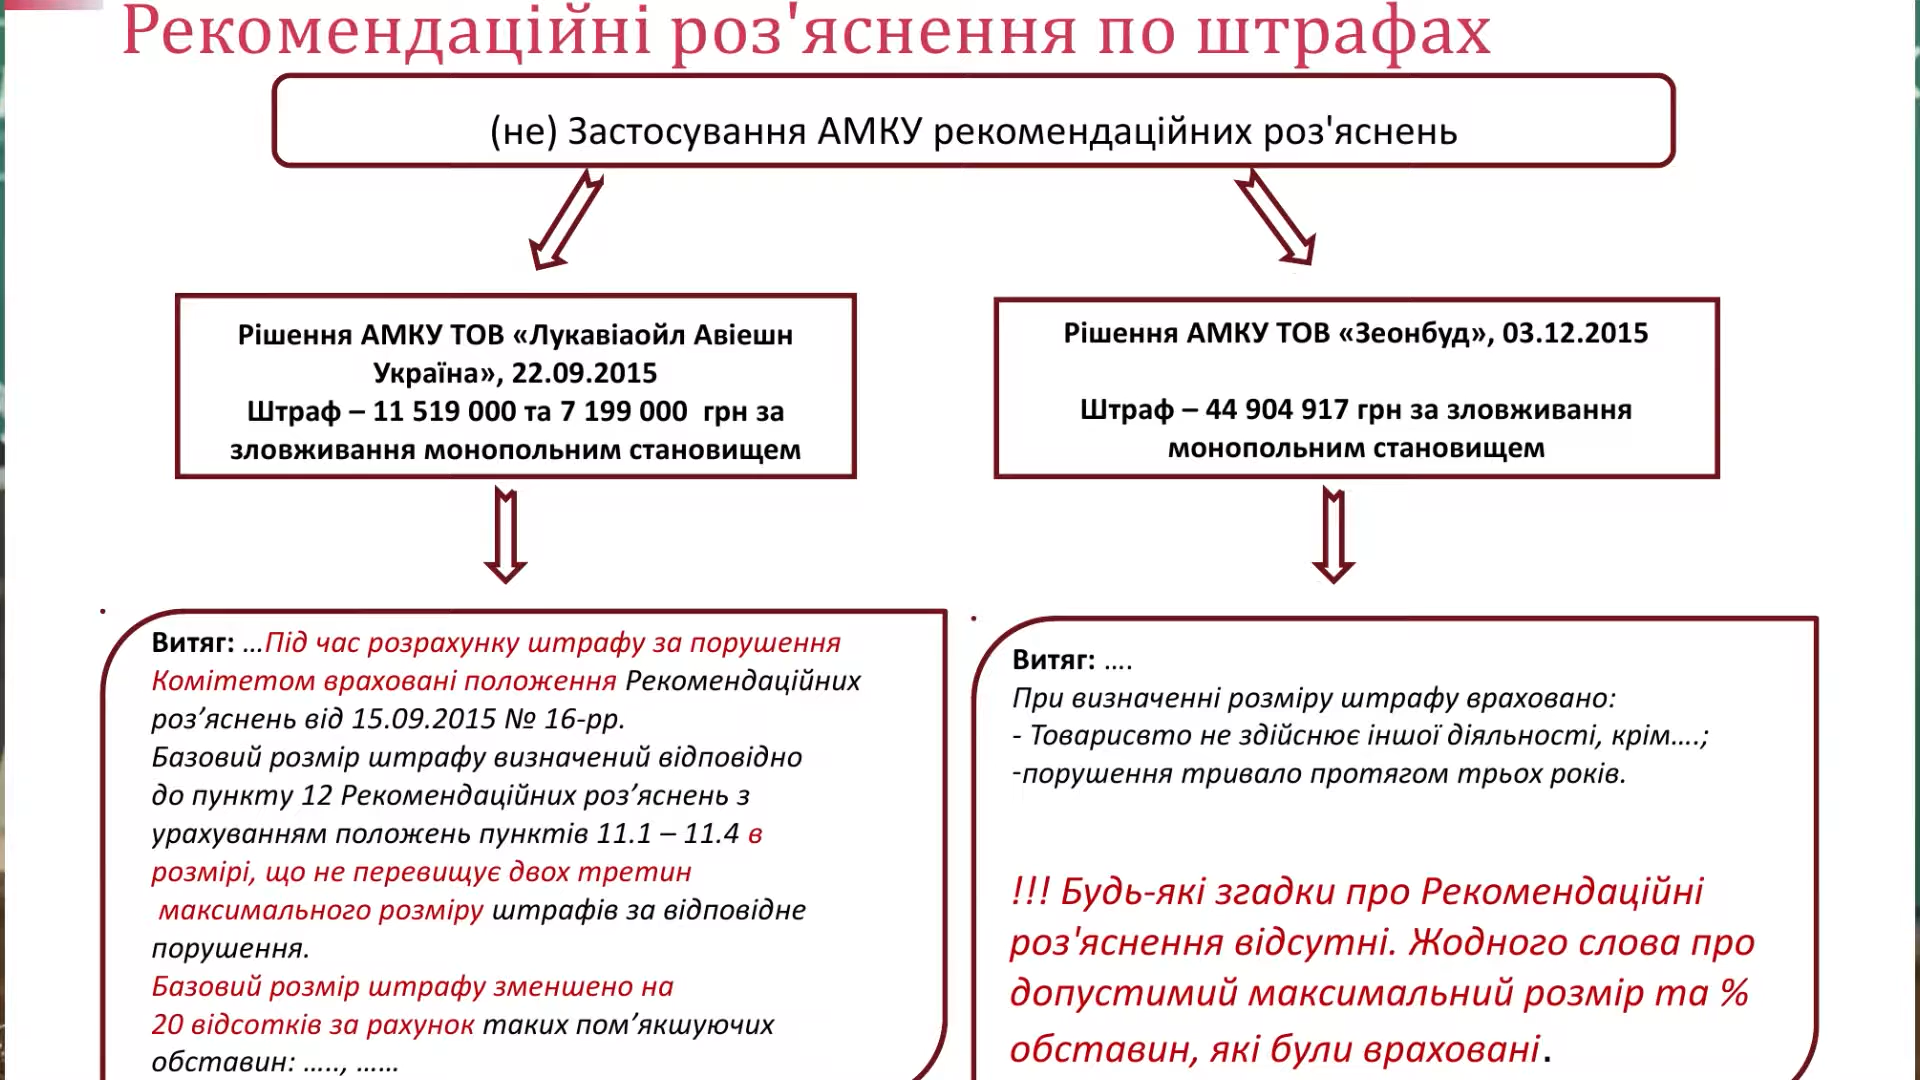 Рекомендаційні роз'яснення по штрафах
(не) Застосування АМКУ рекомендаційних роз'яснень
Рішення АМКУ ТОВ «Лукавіаойл Авіешн
Україна», 22.09.2015
Штраф – 11 519 000 та 7 199 000 грн за
зловживання монопольним становищем
Рішення АМКУ ТОВ «Зеонбуд», 03.12.2015
Штраф – 44 904 917 грн за зловживання
монопольним становищем
Витяг: …Під час розрахунку штрафу за порушення
Комітетом враховані положення Рекомендаційних
роз’яснень від 15.09.2015 № 16-рр.
Базовий розмір штрафу визначений відповідно
до пункту 12 Рекомендаційних роз’яснень з
урахуванням положень пунктів 11.1 – 11.4 в
розмірі, що не перевищує двох третин
максимального розміру штрафів за відповідне
порушення.
Базовий розмір штрафу зменшено на
20 відсотків за рахунок таких пом’якшуючих
обставин: ….., ……
Витяг: ….
При визначенні розміру штрафу враховано:
- Товарисвто не здійснює іншої діяльності, крім….;
-порушення тривало протягом трьох років.
!!! Будь-які згадки про Рекомендаційні
роз'яснення відсутні. Жодного слова про
допустимий максимальний розмір та %
обставин, які були враховані.